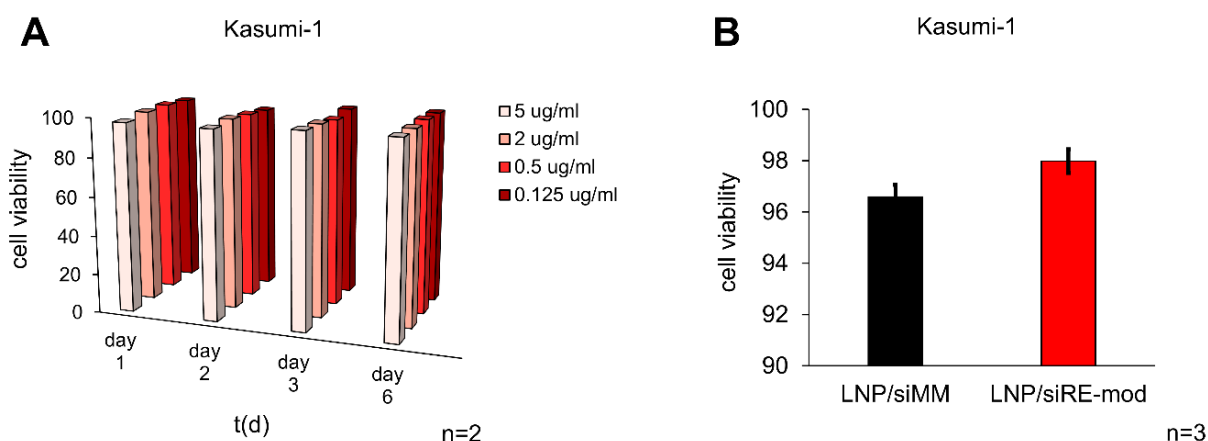 A
Kasumi-1
cell viability
100
80
60
40
20
0
day 1
day 2
day 3
day 6
t(d)
n=2
5 ug/ml
2 ug/ml
0.5 ug/ml
0.125 ug/ml
B
Kasumi-1
cell viability
100
98
96
94
92
90
LNP/siMM
LNP/siRE-mod
n=3